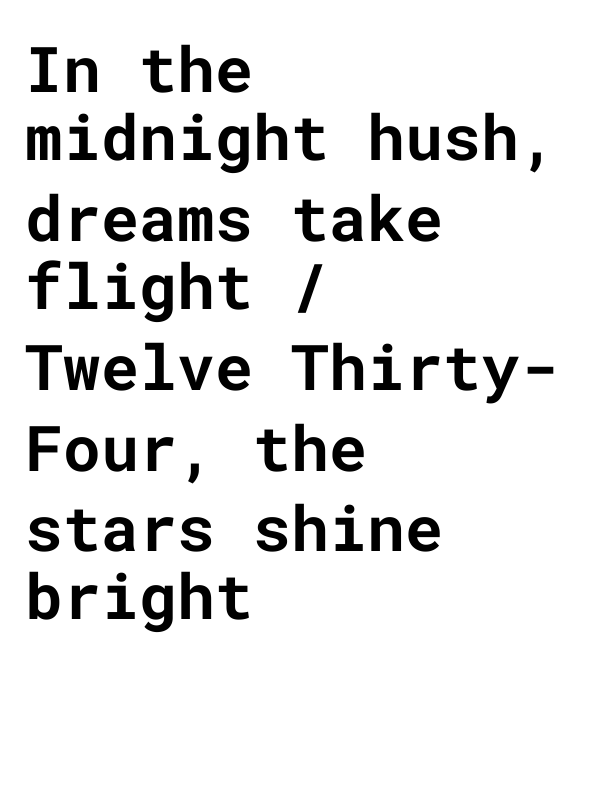 In the
midnight hush,
dreams take
flight /
Twelve Thirty-
Four, the
stars shine
bright